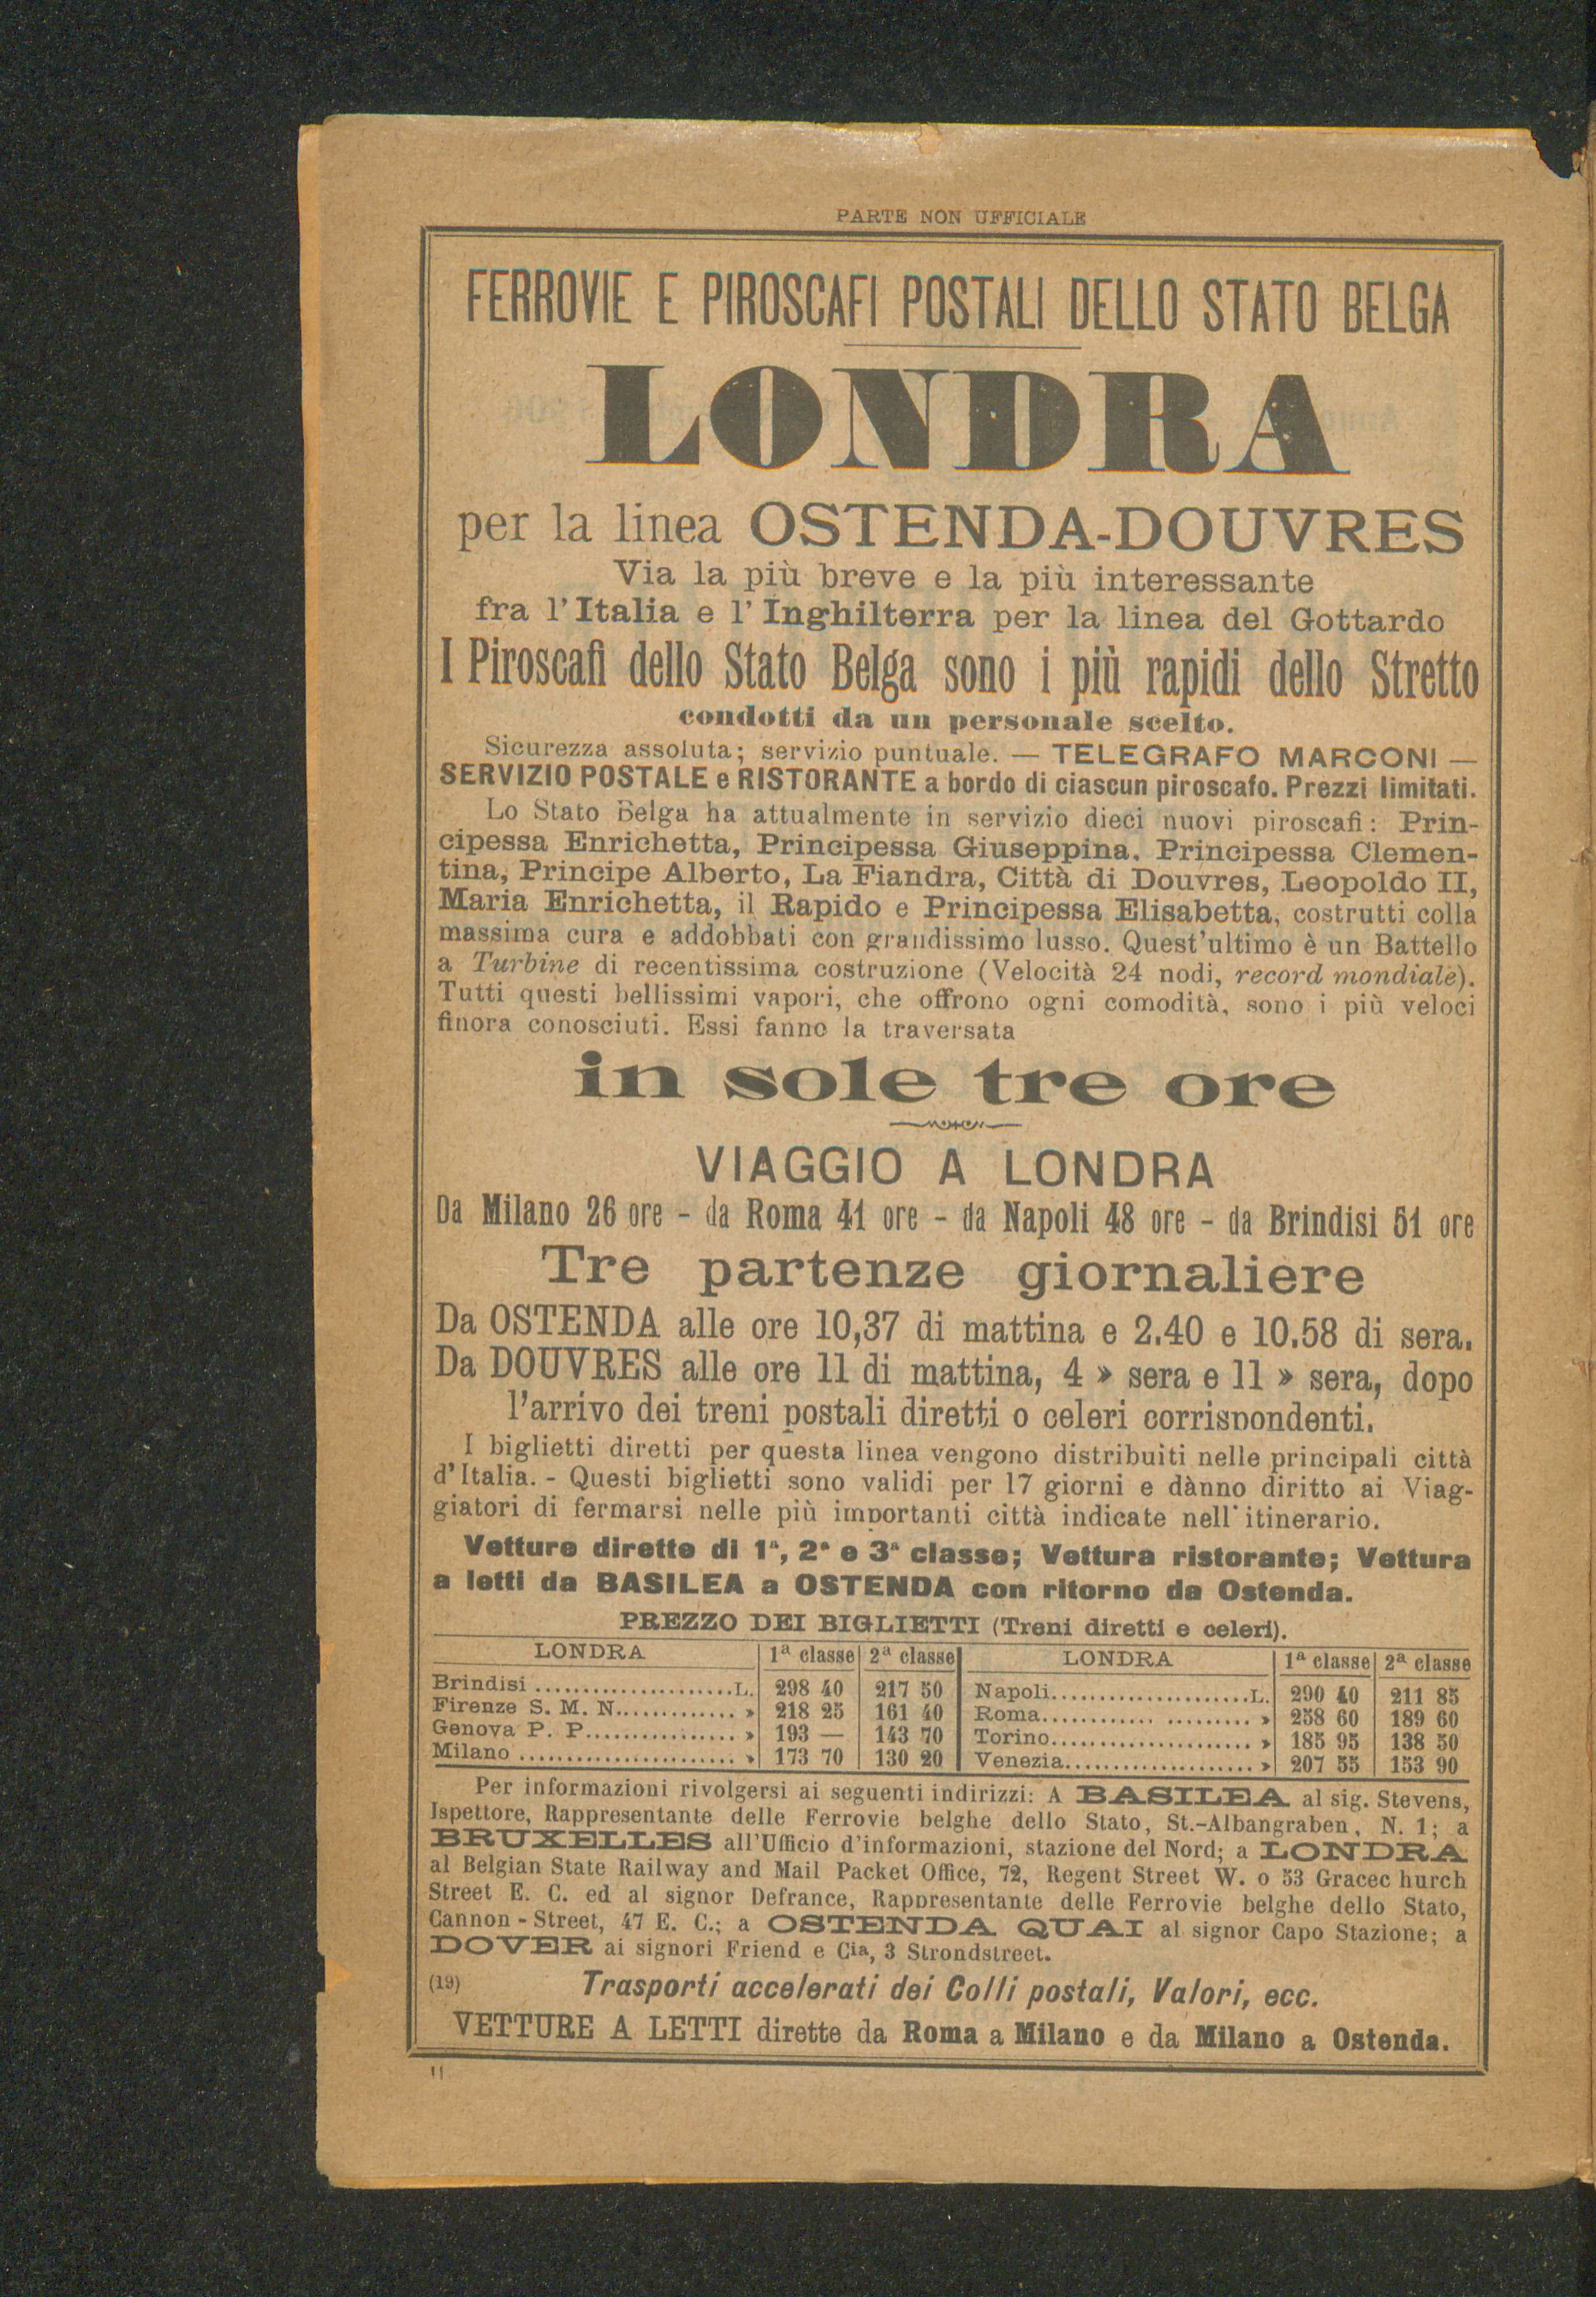 PARTE NON UFFICIALE
FERROVIE E PIROSCAFI POSTALI DELLO STATO BELGA
LONDRA
per la linea OSTENDA-DOUVRES
Via la più breve e la più interessante
fra l'Italia e l'Inghilterra per la linea del Gottardo
I Piroscafi dello Stato Belga sono i più rapidi dello Stretto
condotti da un personale scelto.
Sicurezza assoluta; servizio puntuale. — TELEGRAFO MARCONI —
SERVIZIO POSTALE e RISTORANTE a bordo di ciascun piroscafo. Prezzi limitati.
Lo Stato Belga ha attualmente in servizio dieci nuovi piroscafi: Prin-
cipessa Enrichetta, Principessa Giuseppina, Principessa Clemen-
tina, Principe Alberto, La Fiandra, Città di Douvres, Leopoldo II,
Maria Enrichetta, il Rapido e Principessa Elisabetta, costrutti colla
massima cura e addobbati con grandissimo lusso. Quest'ultimo è un Battello
a Turbine di recentissima costruzione (Velocità 24 nodi, record mondiale).
Tutti questi bellissimi vapori, che offrono ogni comodità, sono i più veloci
finora conosciuti. Essi fanno la traversata
in sole tre ore
VIAGGIO A LONDRA
Da Milano 26 ore - da Roma 41 ore - da Napoli 48 ore - da Brindisi 51 ore
Tre partenze giornaliere
Da OSTENDA alle ore 10,37 di mattina e 2.40 e 10.58 di sera.
Da DOUVRES alle ore 11 di mattina, 4 » sera e 11 » sera, dopo
l'arrivo dei treni postali diretti o celeri corrispondenti.
I biglietti diretti per questa linea vengono distribuiti nelle principali città
d'Italia. - Questi biglietti sono validi per 17 giorni e dànno diritto ai Viag-
giatori di fermarsi nelle più importanti città indicate nell'itinerario.
Vetture dirette di 1ª, 2ª e 3ª classe; Vettura ristorante; Vettura
a letti da BASILEA a OSTENDA con ritorno da Ostenda.
PREZZO DEI BIGLIETTI (Treni diretti e celeri).
LONDRA 1ª classe 2ª classe LONDRA 1ª classe 2ª classe
Brindisi .....................L. 298 40 217 50 Napoli.....................L. 290 40 211 85
Firenze S. M. N............. » 218 25 161 40 Roma............ ......... » 258 60 189 60
Genova P. P................ » 193 — 143 70 Torino..................... » 185 95 138 50
Milano ....................... » 173 70 130 20 Venezia.................... » 207 55 153 90
Per informazioni rivolgersi ai seguenti indirizzi: A BASILEA al sig. Stevens,
Ispettore, Rappresentante delle Ferrovie belghe dello Stato, St.-Albangraben, N. 1; a
BRUXELLES all'Ufficio d'informazioni, stazione del Nord; a LONDRA
al Belgian State Railway and Mail Packet Office, 72, Regent Street W. o 53 Gracec hurch
Street E. C. ed al signor Defrance, Rappresentante delle Ferrovie belghe dello Stato,
Cannon - Street, 47 E. C.; a OSTENDA QUAI al signor Capo Stazione; a
DOVER ai signori Friend e Cia, 3 Strondstreet.
(19) Trasporti accelerati dei Colli postali, Valori, ecc.
VETTURE A LETTI dirette da Roma a Milano e da Milano a Ostenda.
11